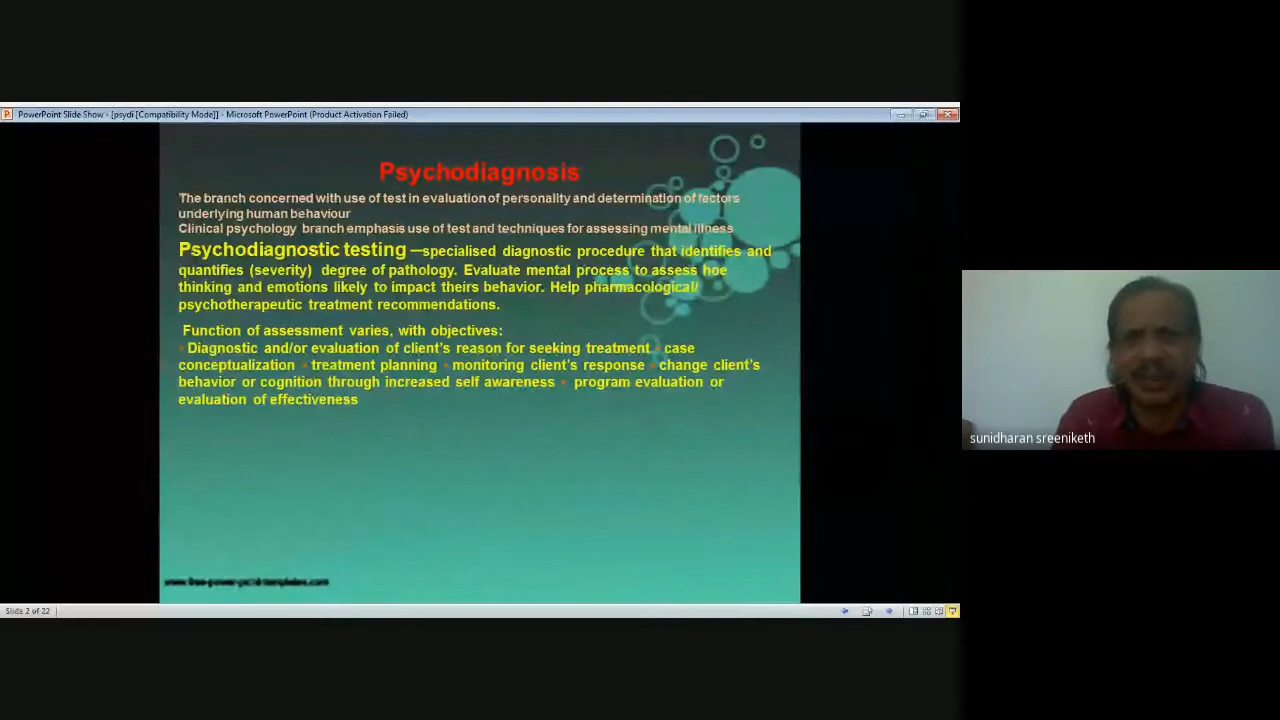 PowerPoint Slide Show - [psydi [Compatibility Mode]] - Microsoft PowerPoint (Product Activation Failed)
Psychodiagnosis
The branch concerned with use of test in evaluation of personality and determination of factors
underlying human behaviour
Clinical psychology branch emphasis use of test and techniques for assessing mental illness
Psychodiagnostic testing —specialised diagnostic procedure that identifies and
quantifies (severity) degree of pathology. Evaluate mental process to assess hoe
thinking and emotions likely to impact theirs behavior. Help pharmacological/
psychotherapeutic treatment recommendations.
Function of assessment varies, with objectives:
• Diagnostic and/or evaluation of client's reason for seeking treatment • case
conceptualization • treatment planning • monitoring client's response • change client's
behavior or cognition through increased self awareness • program evaluation or
evaluation of effectiveness
sunidharan sreeniketh
www.free-power-point-templates.com
Slide 2 of 22